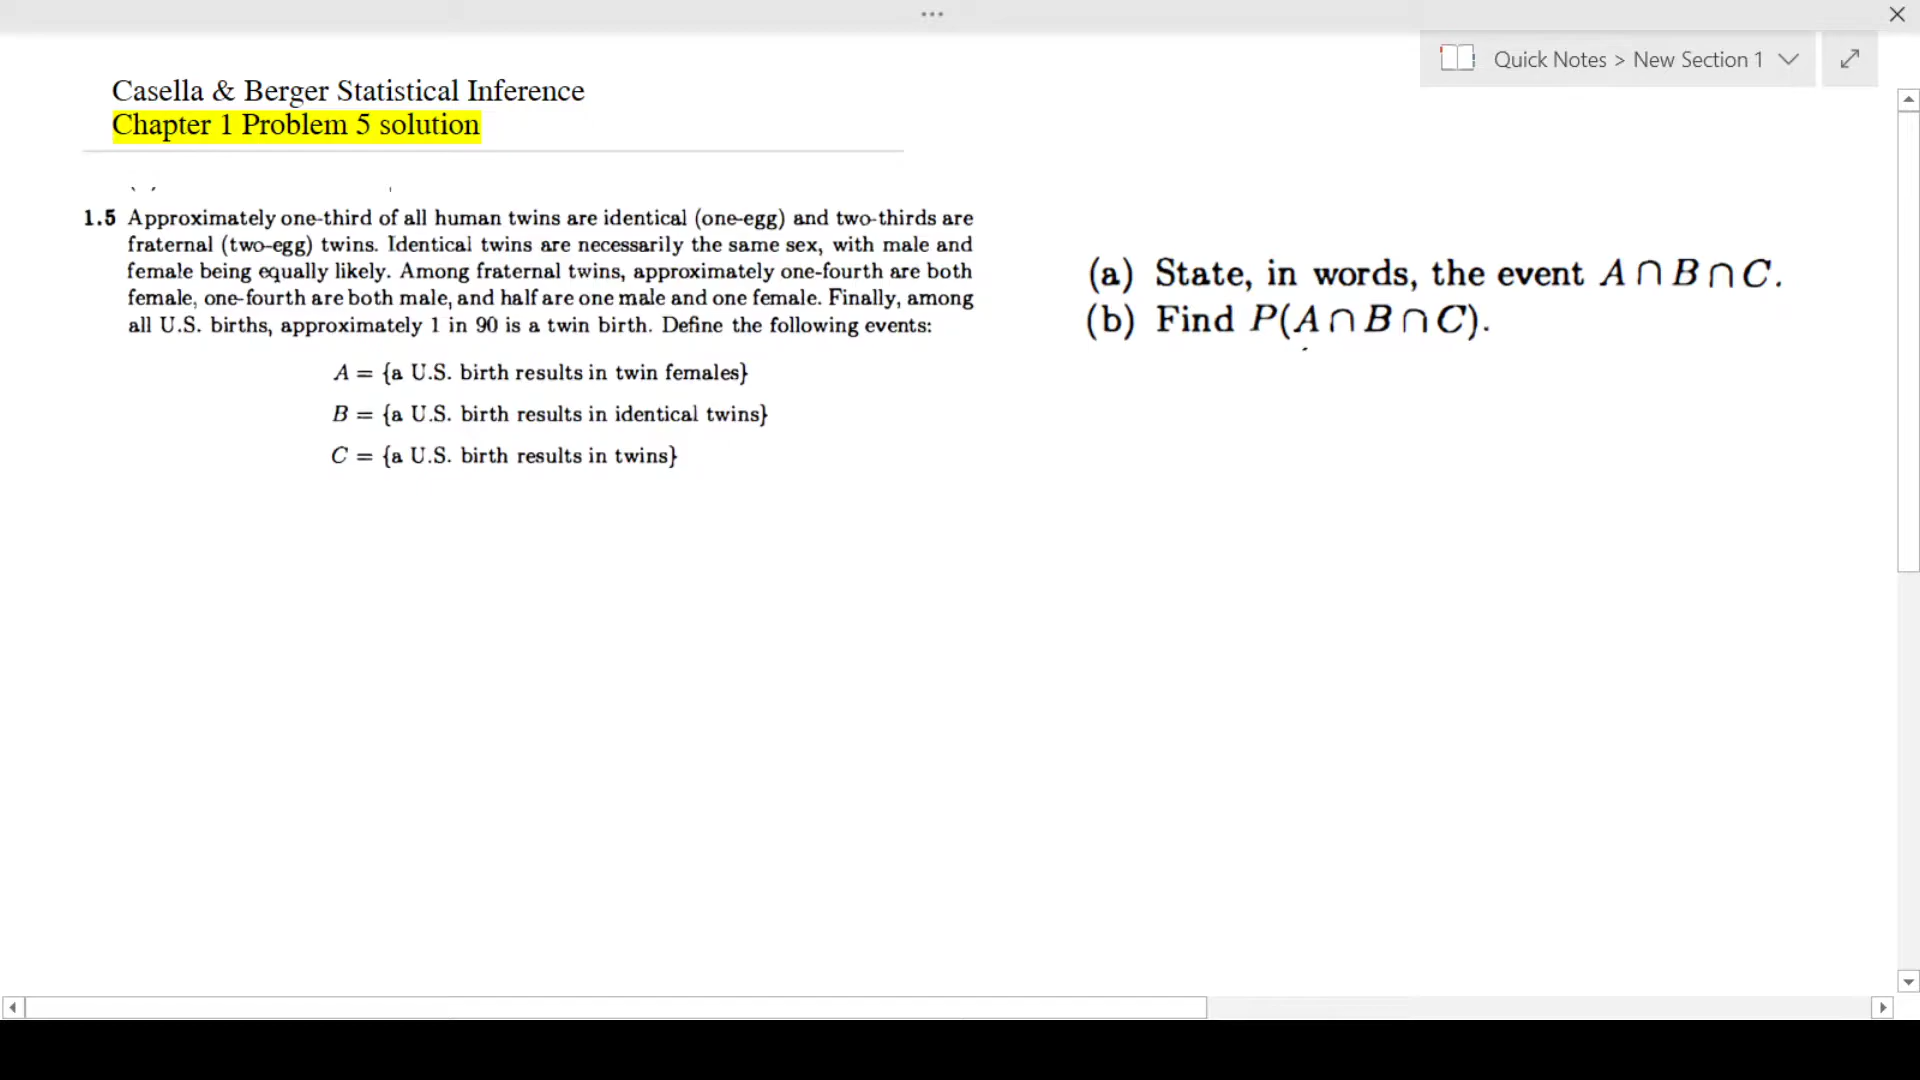 Quick Notes > New Section 1
Casella & Berger Statistical Inference
Chapter 1 Problem 5 solution
1.5 Approximately one-third of all human twins are identical (one-egg) and two-thirds are
fraternal (two-egg) twins. Identical twins are necessarily the same sex, with male and
female being equally likely. Among fraternal twins, approximately one-fourth are both
female, one-fourth are both male, and half are one male and one female. Finally, among
all U.S. births, approximately 1 in 90 is a twin birth. Define the following events:
A = {a U.S. birth results in twin females}
B = {a U.S. birth results in identical twins}
C = {a U.S. birth results in twins}
(a) State, in words, the event A ∩ B ∩ C.
(b) Find P(A ∩ B ∩ C).